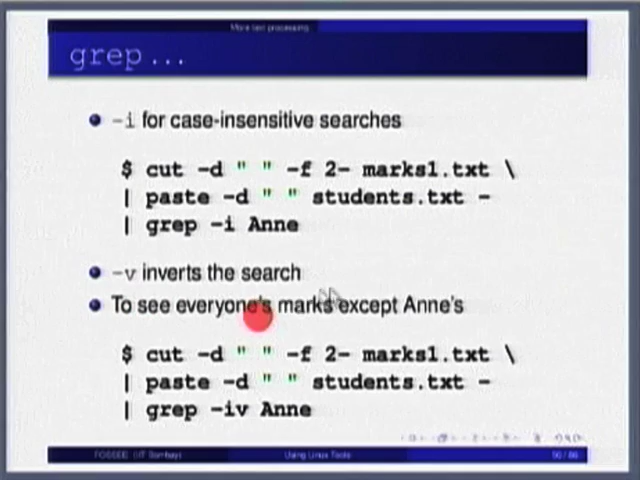 More text processing
grep ...
-i for case-insensitive searches
$ cut -d " " -f 2- marks1.txt \
| paste -d " " students.txt -
| grep -i Anne
-v inverts the search
To see everyone's marks except Anne's
$ cut -d " " -f 2- marks1.txt \
| paste -d " " students.txt -
| grep -iv Anne
FOSSEE (IIT Bombay) Using Linux Tools